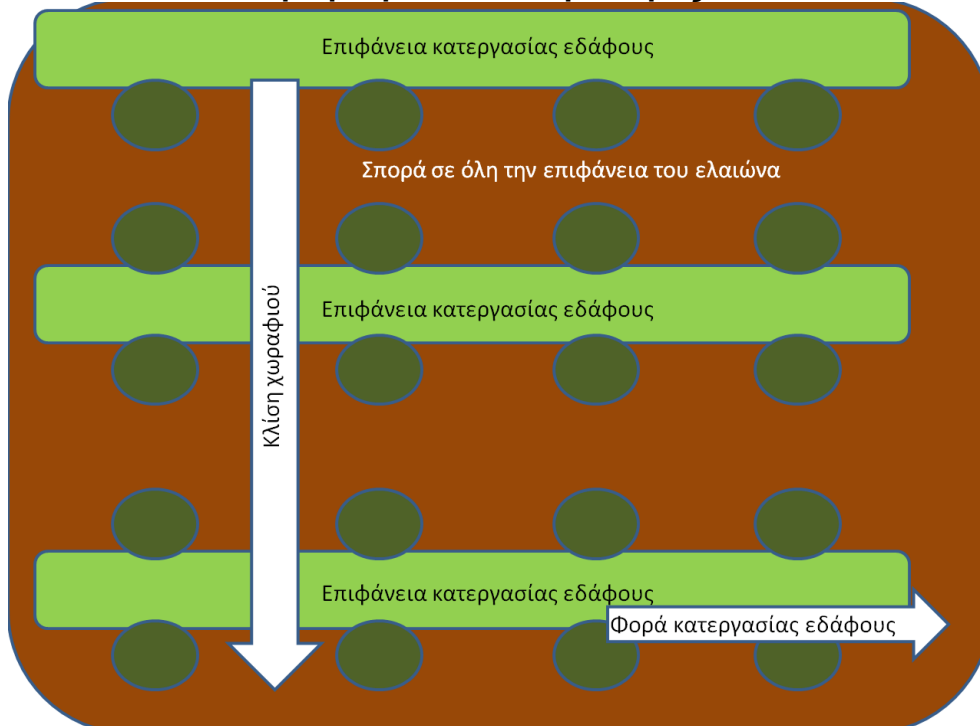 Επιφάνεια κατεργασίας εδάφους
Σπορά σε όλη την επιφάνεια του ελαιώνα
Επιφάνεια κατεργασίας εδάφους
Κλίση χωραφιού
Επιφάνεια κατεργασίας εδάφους
Φορά κατεργασίας εδάφους